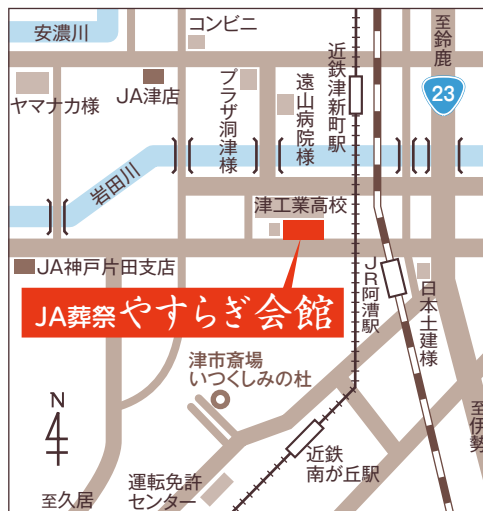 安濃川
コンビニ
至鈴鹿
23
近鉄津新町駅
ヤマナカ様
JA津店
プラザ洞津様
遠山病院様
岩田川
津工業高校
JA神戸片田支店
JR阿漕駅
日本土建様
JA葬祭やすらぎ会館
津市斎場
いつくしみの杜
N
至伊勢
近鉄
南が丘駅
運転免許
センター
至久居